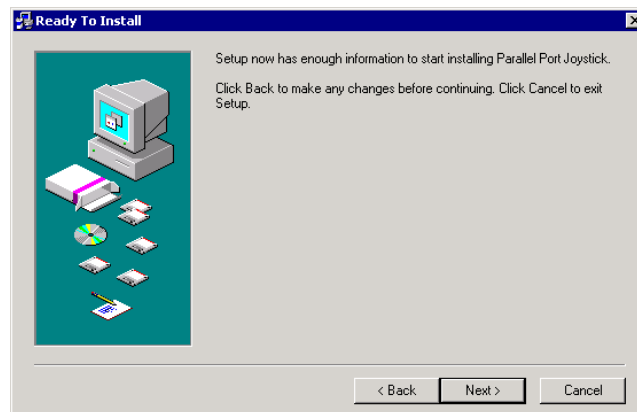 Ready To Install
Setup now has enough information to start installing Parallel Port Joystick.
Click Back to make any changes before continuing. Click Cancel to exit
Setup.
< Back
Next >
Cancel